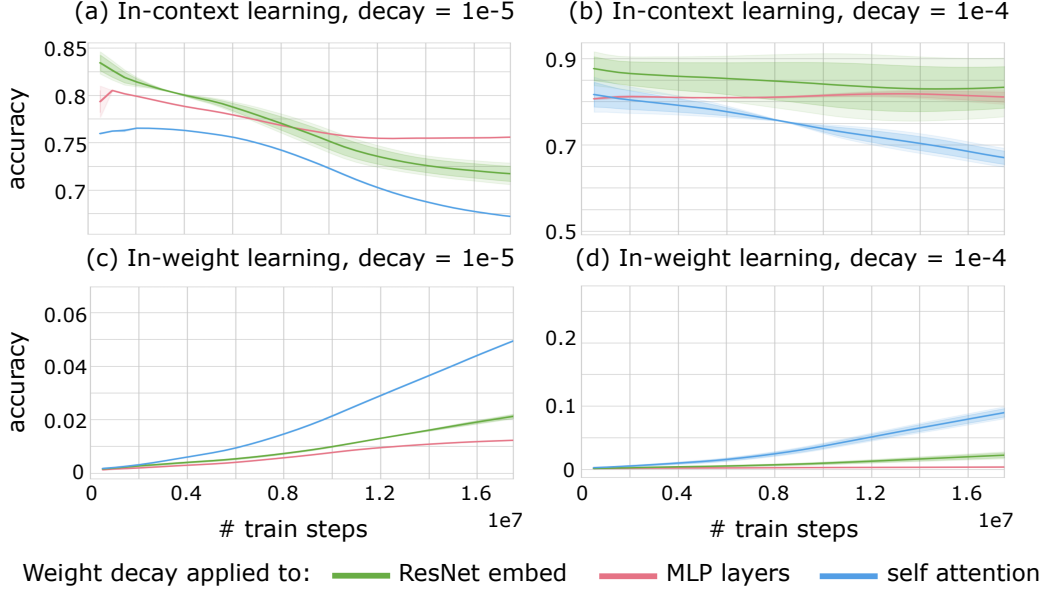 (a) In-context learning, decay = 1e-5
(b) In-context learning, decay = 1e-4
accuracy
0.85
0.8
0.75
0.7
0.9
0.7
0.5
(c) In-weight learning, decay = 1e-5
(d) In-weight learning, decay = 1e-4
accuracy
0.06
0.04
0.02
0
0.2
0.1
0
0 0.4 0.8 1.2 1.6
1e7
# train steps
0 0.4 0.8 1.2 1.6
1e7
# train steps
Weight decay applied to: ResNet embed MLP layers self attention